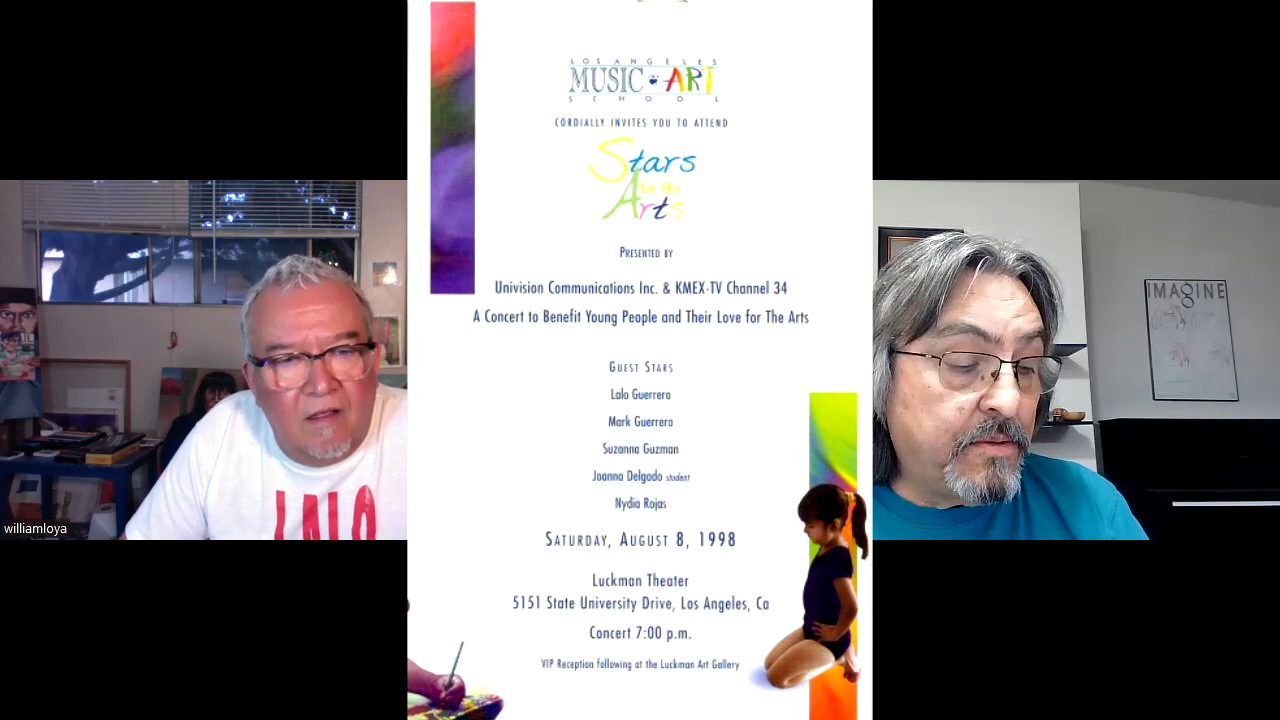 LOS ANGELES
MUSIC ART
SCHOOL
CORDIALLY INVITES YOU TO ATTEND
Stars
for the
Arts
PRESENTED BY
Univision Communications Inc. & KMEX-TV Channel 34
A Concert to Benefit Young People and Their Love for The Arts
GUEST STARS
Lalo Guerrero
Mark Guerrero
Suzanna Guzman
Joanna Delgado student
Nydia Rojas
SATURDAY, AUGUST 8, 1998
Luckman Theater
5151 State University Drive, Los Angeles, Ca
Concert 7:00 p.m.
VIP Reception following at the Luckman Art Gallery
williamloya
LALO
IMAGINE